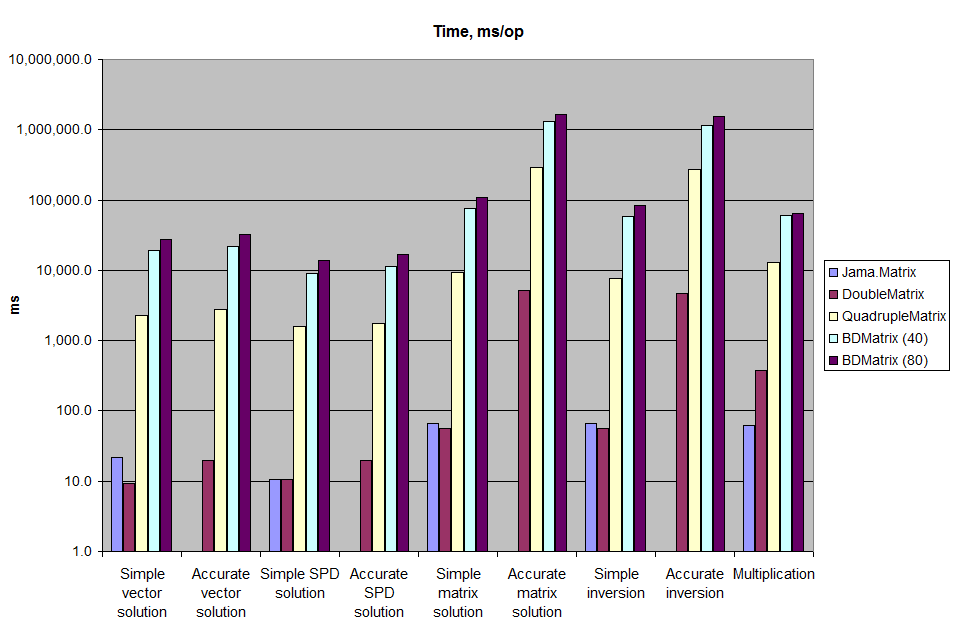 Time, ms/op
10,000,000.0
1,000,000.0
100,000.0
10,000.0
1,000.0
100.0
10.0
1.0
ms
Simple
vector
solution
Accurate
vector
solution
Simple SPD
solution
Accurate
SPD
solution
Simple
matrix
solution
Accurate
matrix
solution
Simple
inversion
Accurate
inversion
Multiplication
Jama.Matrix
DoubleMatrix
QuadrupleMatrix
BDMatrix (40)
BDMatrix (80)